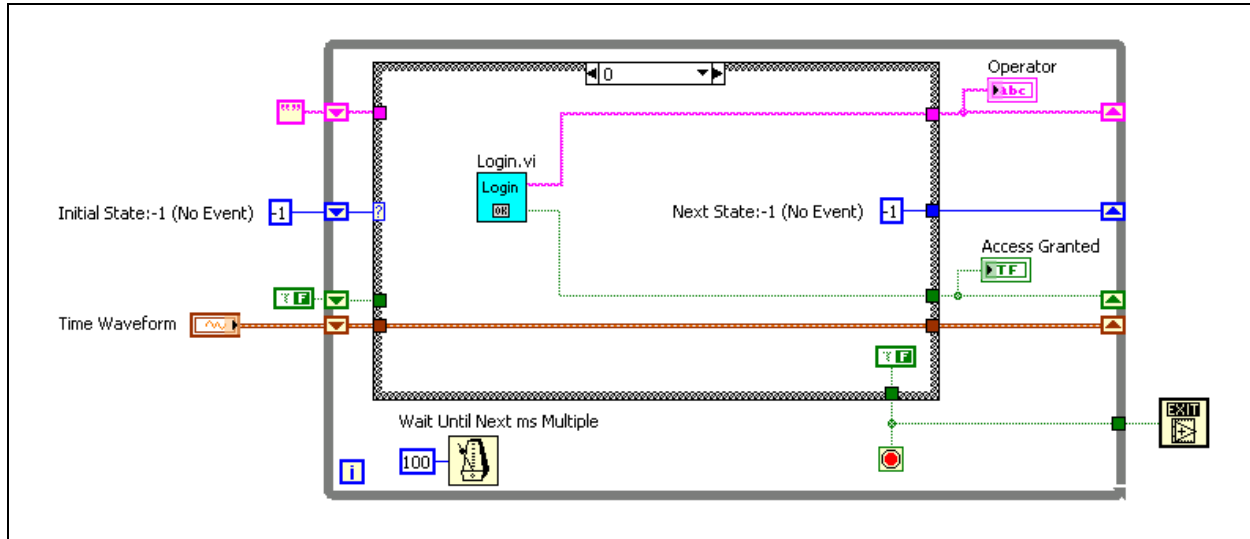 0
Operator
""
abc
Login.vi
Login
OK
Initial State:-1 (No Event)
-1
?
Next State:-1 (No Event)
-1
Access Granted
TF
F
Time Waveform
F
Wait Until Next ms Multiple
EXIT
100
i